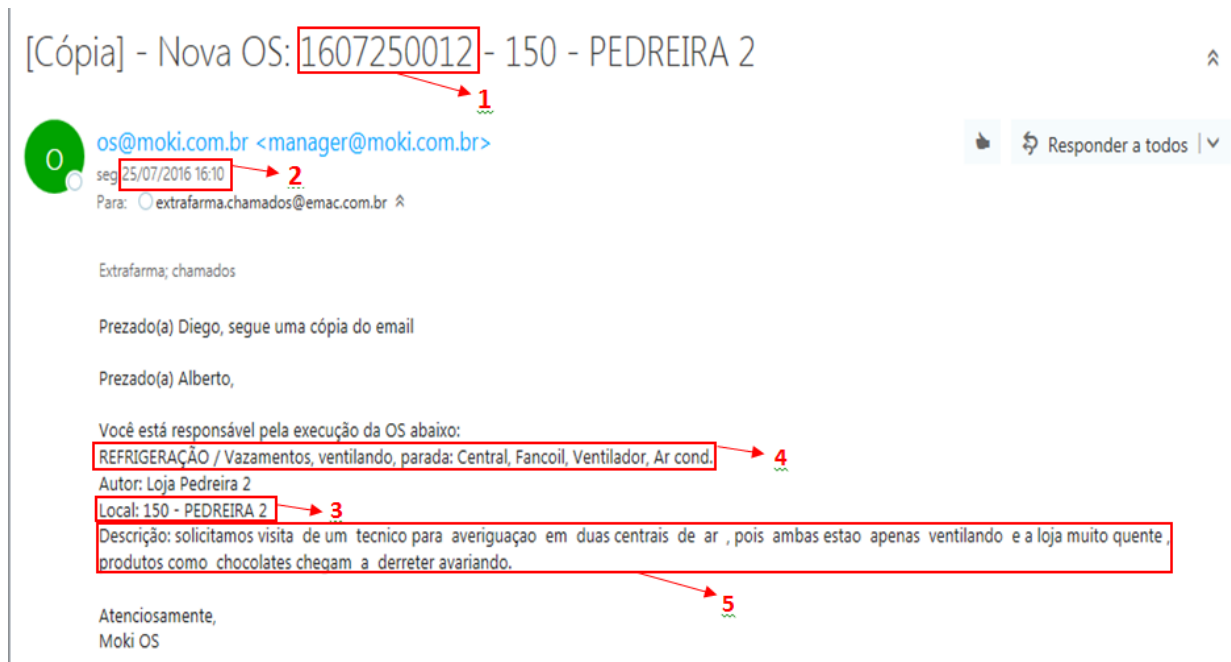 [Cópia] - Nova OS: 1607250012 - 150 - PEDREIRA 2
1
O
os@moki.com.br <manager@moki.com.br>
Responder a todos
seg 25/07/2016 16:10
2
Para: extrafarma.chamados@emac.com.br
Extrafarma; chamados
Prezado(a) Diego, segue uma cópia do email
Prezado(a) Alberto,
Você está responsável pela execução da OS abaixo:
REFRIGERAÇÃO / Vazamentos, ventilando, parada: Central, Fancoil, Ventilador, Ar cond.
4
Autor: Loja Pedreira 2
Local: 150 - PEDREIRA 2
3
Descrição: solicitamos visita de um tecnico para averiguaçao em duas centrais de ar , pois ambas estao apenas ventilando e a loja muito quente ,
produtos como chocolates chegam a derreter avariando.
5
Atenciosamente,
Moki OS